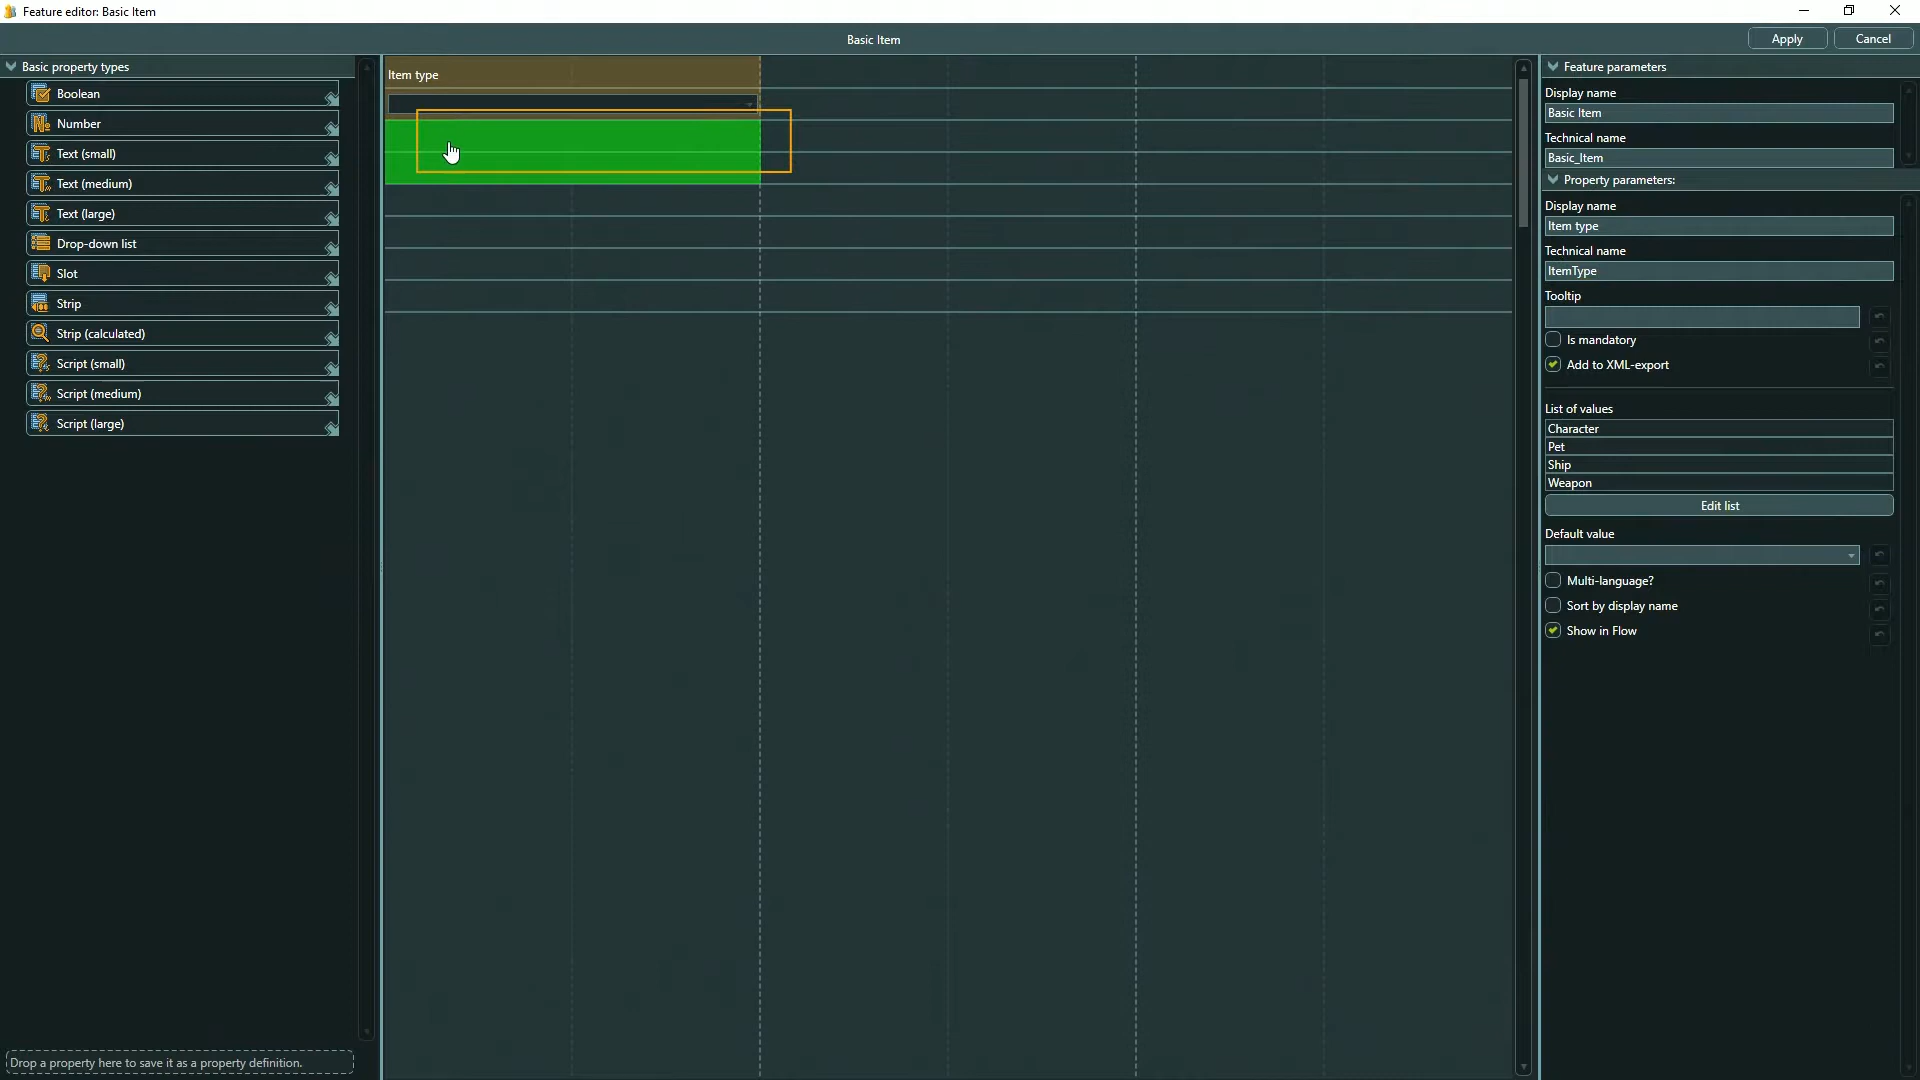 Feature editor: Basic Item
Basic Item
Apply
Cancel
Basic property types
Boolean
Number
Text (small)
Text (medium)
Text (large)
Drop-down list
Slot
Strip
Strip (calculated)
Script (small)
Script (medium)
Script (large)
Drop a property here to save it as a property definition.
Item type
Feature parameters
Display name
Basic Item
Technical name
Basic_Item
Property parameters:
Display name
Item type
Technical name
ItemType
Tooltip
Is mandatory
Add to XML-export
List of values
Character
Pet
Ship
Weapon
Edit list
Default value
Multi-language?
Sort by display name
Show in Flow